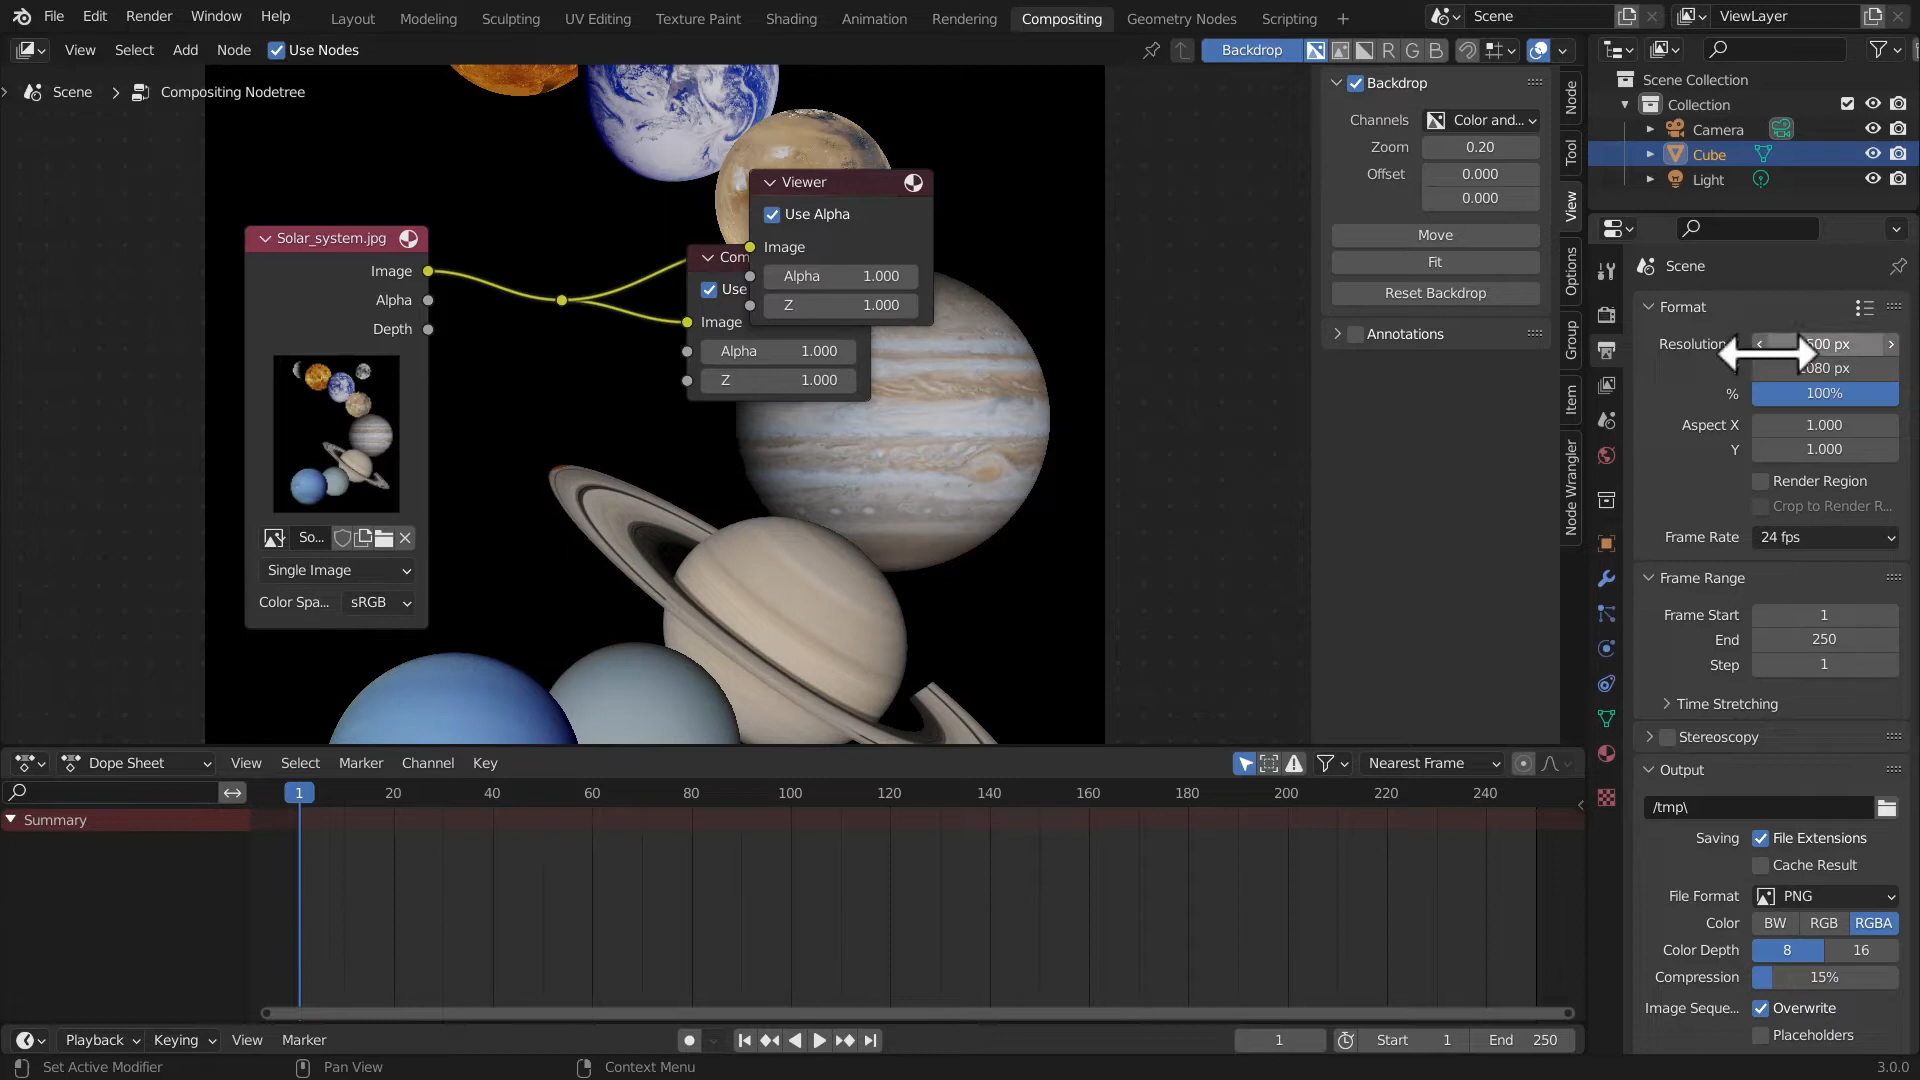 File Edit Render Window Help
Layout Modeling Sculpting UV Editing Texture Paint Shading Animation Rendering Compositing Geometry Nodes Scripting +
Scene
ViewLayer
View Select Add Node Use Nodes
Backdrop
R G B
Scene > Compositing Nodetree
Solar_system.jpg
Image
Alpha
Depth
So...
Single Image
Color Spa... sRGB
Com
Use
Image
Alpha 1.000
Z 1.000
Viewer
Use Alpha
Image
Alpha 1.000
Z 1.000
Backdrop
Channels Color and...
Zoom 0.20
Offset 0.000
0.000
Move
Fit
Reset Backdrop
Annotations
Node
Tool
View
Options
Group
Item
Node Wrangler
Scene Collection
Collection
Camera
Cube
Light
Scene
Format
Resolution px
080 px
% 100%
Aspect X 1.000
Y 1.000
Render Region
Crop to Render R...
Frame Rate 24 fps
Frame Range
Frame Start 1
End 250
Step 1
Time Stretching
Stereoscopy
Output
/tmp\
Saving File Extensions
Cache Result
File Format PNG
Color BW RGB RGBA
Color Depth 8 16
Compression 15%
Image Seque... Overwrite
Placeholders
Dope Sheet View Select Marker Channel Key
Nearest Frame
1 20 40 60 80 100 120 140 160 180 200 220 240
Summary
Playback Keying View Marker
1 Start 1 End 250
Set Active Modifier Pan View Context Menu 3.0.0